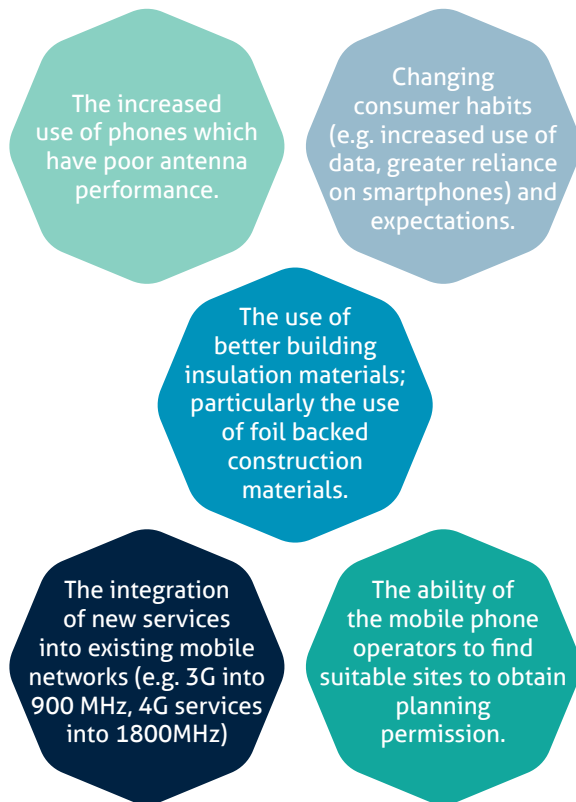 The increased
use of phones which
have poor antenna
performance.
Changing
consumer habits
(e.g. increased use of
data, greater reliance
on smartphones) and
expectations.
The use of
better building
insulation materials;
particularly the use
of foil backed
construction
materials.
The integration
of new services
into existing mobile
networks (e.g. 3G into
900 MHz, 4G services
into 1800MHz)
The ability of
the mobile phone
operators to find
suitable sites to obtain
planning
permission.